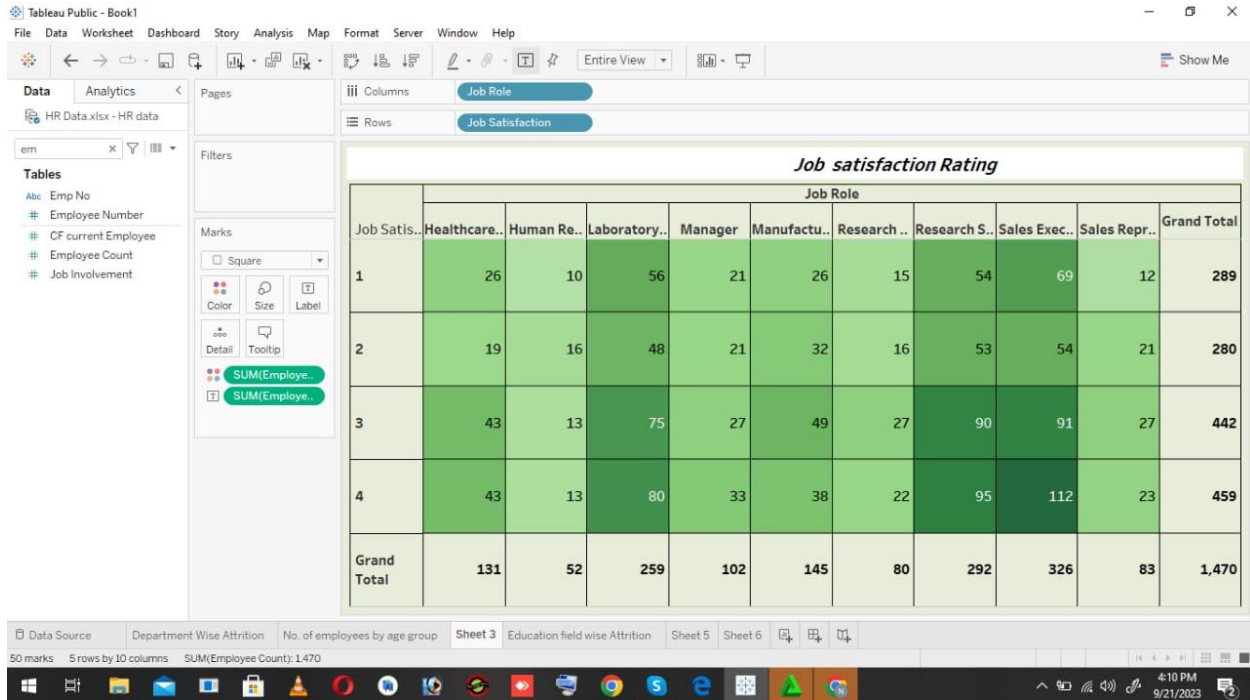 Tableau Public - Book1
File Data Worksheet Dashboard Story Analysis Map Format Server Window Help
Entire View
Show Me
Data Analytics
HR Data.xlsx - HR data
em
Tables
Abc Emp No
# Employee Number
# CF current Employee
# Employee Count
# Job Involvement
Pages
Filters
Marks
Square
Color Size Label
Detail Tooltip
SUM(Employe..
SUM(Employe..
iii Columns Job Role
Rows Job Satisfaction
Job satisfaction Rating
Job Role
Job Satis.. Healthcare.. Human Re.. Laboratory.. Manager Manufactu.. Research .. Research S.. Sales Exec.. Sales Repr.. Grand Total
1 26 10 56 21 26 15 54 69 12 289
2 19 16 48 21 32 16 53 54 21 280
3 43 13 75 27 49 27 90 91 27 442
4 43 13 80 33 38 22 95 112 23 459
Grand Total 131 52 259 102 145 80 292 326 83 1,470
Data Source Department Wise Attrition No. of employees by age group Sheet 3 Education field wise Attrition Sheet 5 Sheet 6
50 marks 5 rows by 10 columns SUM(Employee Count): 1,470
4:10 PM
9/21/2023